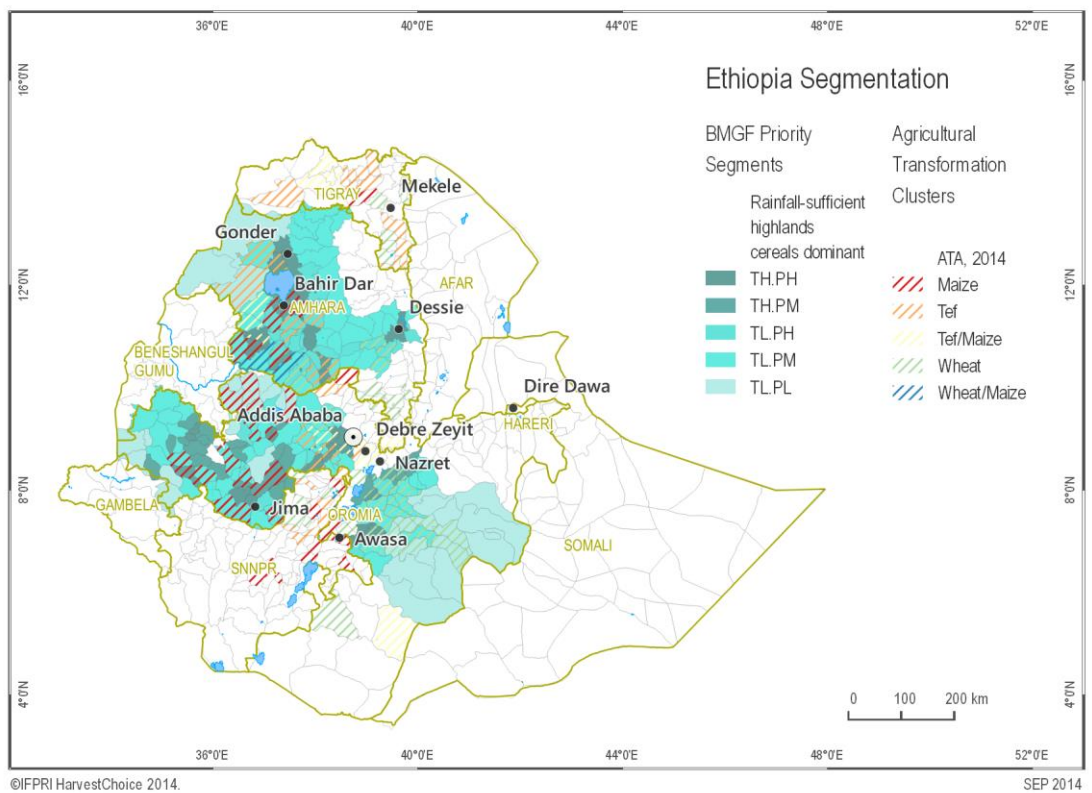 36°0'E 40°0'E 44°0'E 48°0'E 52°0'E
16°0'N 16°0'N
Ethiopia Segmentation
BMGF Priority
Segments
Agricultural
Transformation
Clusters
Rainfall-sufficient
highlands
cereals dominant
TH.PH
TH.PM
TL.PH
TL.PM
TL.PL
ATA, 2014
Maize
Tef
Tef/Maize
Wheat
Wheat/Maize
TIGRAY
Mekele
Gonder
12°0'N 12°0'N
Bahir Dar
AFAR
AMHARA
Dessie
BENESHANGUL
GUMU
Dire Dawa
Addis Ababa
Debre Zeyit
HARERI
Nazret
8°0'N 8°0'N
GAMBELA
Jima
OROMIA
Awasa
SOMALI
SNNPR
4°0'N 4°0'N
0 100 200 km
36°0'E 40°0'E 44°0'E 48°0'E 52°0'E
©IFPRI HarvestChoice 2014.
SEP 2014